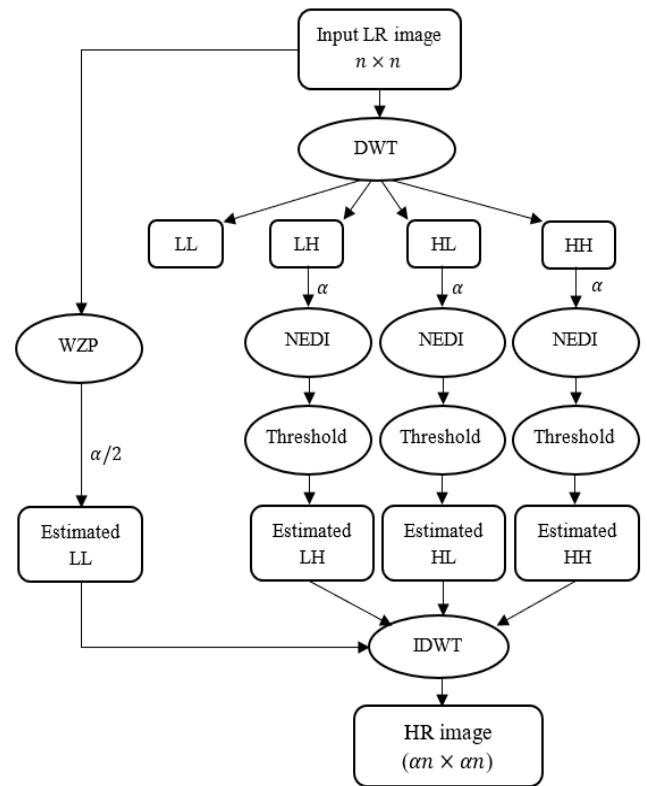 Input LR image
n × n
DWT
LL
LH
HL
HH
α
α
α
WZP
NEDI
NEDI
NEDI
Threshold
Threshold
Threshold
α/2
Estimated
LL
Estimated
LH
Estimated
HL
Estimated
HH
IDWT
HR image
(αn × αn)